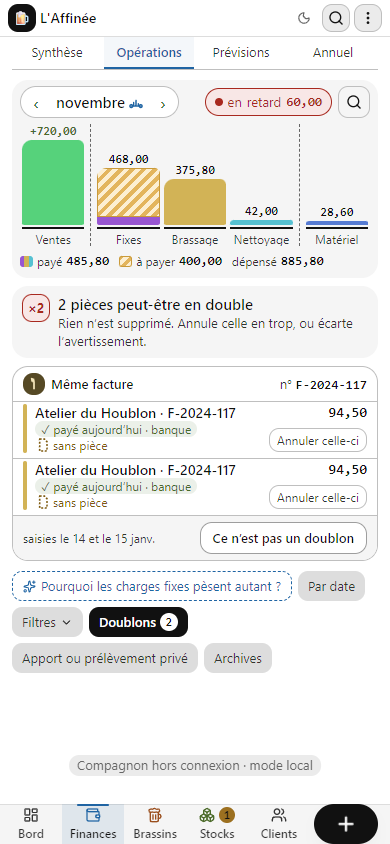 L'Affinée
Synthèse
Opérations
Prévisions
Annuel
‹ novembre ›
en retard 60,00
+720,00
468,00
375,80
42,00
28,60
Ventes
Fixes
Brassage
Nettoyage
Matériel
payé 485,80
à payer 400,00
dépensé 885,80
×2
2 pièces peut-être en double
Rien n'est supprimé. Annule celle en trop, ou écarte
l'avertissement.
Même facture
n° F-2024-117
Atelier du Houblon · F-2024-117
94,50
✓ payé aujourd'hui · banque
sans pièce
Annuler celle-ci
Atelier du Houblon · F-2024-117
94,50
✓ payé aujourd'hui · banque
sans pièce
Annuler celle-ci
saisies le 14 et le 15 janv.
Ce n'est pas un doublon
Pourquoi les charges fixes pèsent autant ?
Par date
Filtres
Doublons 2
Apport ou prélèvement privé
Archives
Compagnon hors connexion · mode local
Bord
Finances
Brassins
Stocks
1
Clients